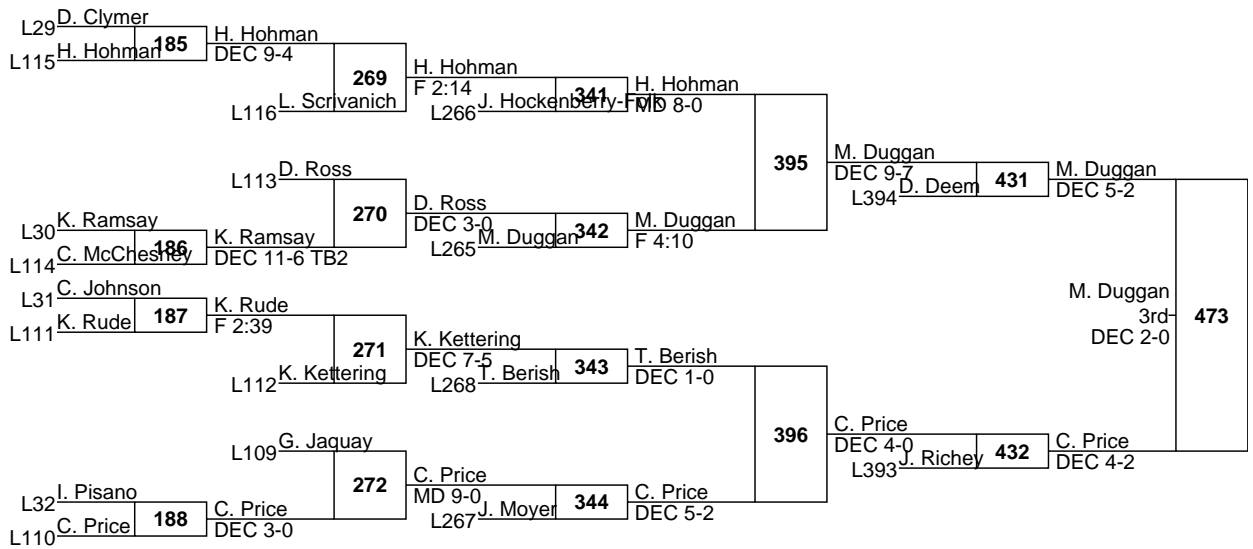 L29 D. Clymer
185
L115 H. Hohman
H. Hohman
DEC 9-4
269
L116 L. Scrivanich
H. Hohman
F 2:14
341
L266 J. Hockenberry-Folk
H. Hohman
MD 8-0
395
L113 D. Ross
270
L30 K. Ramsay
186
L114 C. McChesney
K. Ramsay
DEC 11-6 TB2
D. Ross
DEC 3-0
342
L265 M. Duggan
M. Duggan
F 4:10
M. Duggan
DEC 9-7
431
L394 D. Deem
M. Duggan
DEC 5-2
473
M. Duggan
3rd
DEC 2-0
L31 C. Johnson
187
L111 K. Rude
K. Rude
F 2:39
271
L112 K. Kettering
K. Kettering
DEC 7-5
343
L268 T. Berish
T. Berish
DEC 1-0
396
L109 G. Jaquay
272
L32 I. Pisano
188
L110 C. Price
C. Price
DEC 3-0
C. Price
MD 9-0
344
L267 J. Moyer
C. Price
DEC 5-2
C. Price
DEC 4-0
432
L393 J. Richey
C. Price
DEC 4-2